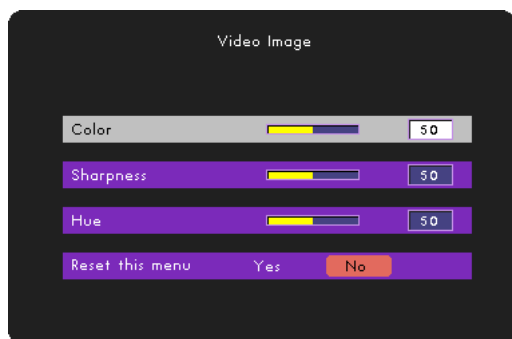 Video Image
Color 50
Sharpness 50
Hue 50
Reset this menu Yes No